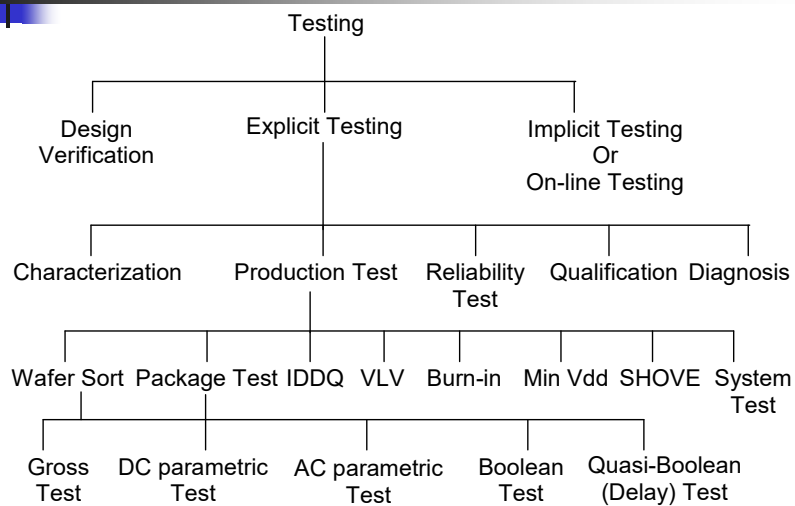 Testing
Design
Verification
Explicit Testing
Implicit Testing
Or
On-line Testing
Characterization
Production Test
Reliability
Test
Qualification
Diagnosis
Wafer Sort
Package Test
IDDQ
VLV
Burn-in
Min Vdd
SHOVE
System
Test
Gross
Test
DC parametric
Test
AC parametric
Test
Boolean
Test
Quasi-Boolean
(Delay) Test